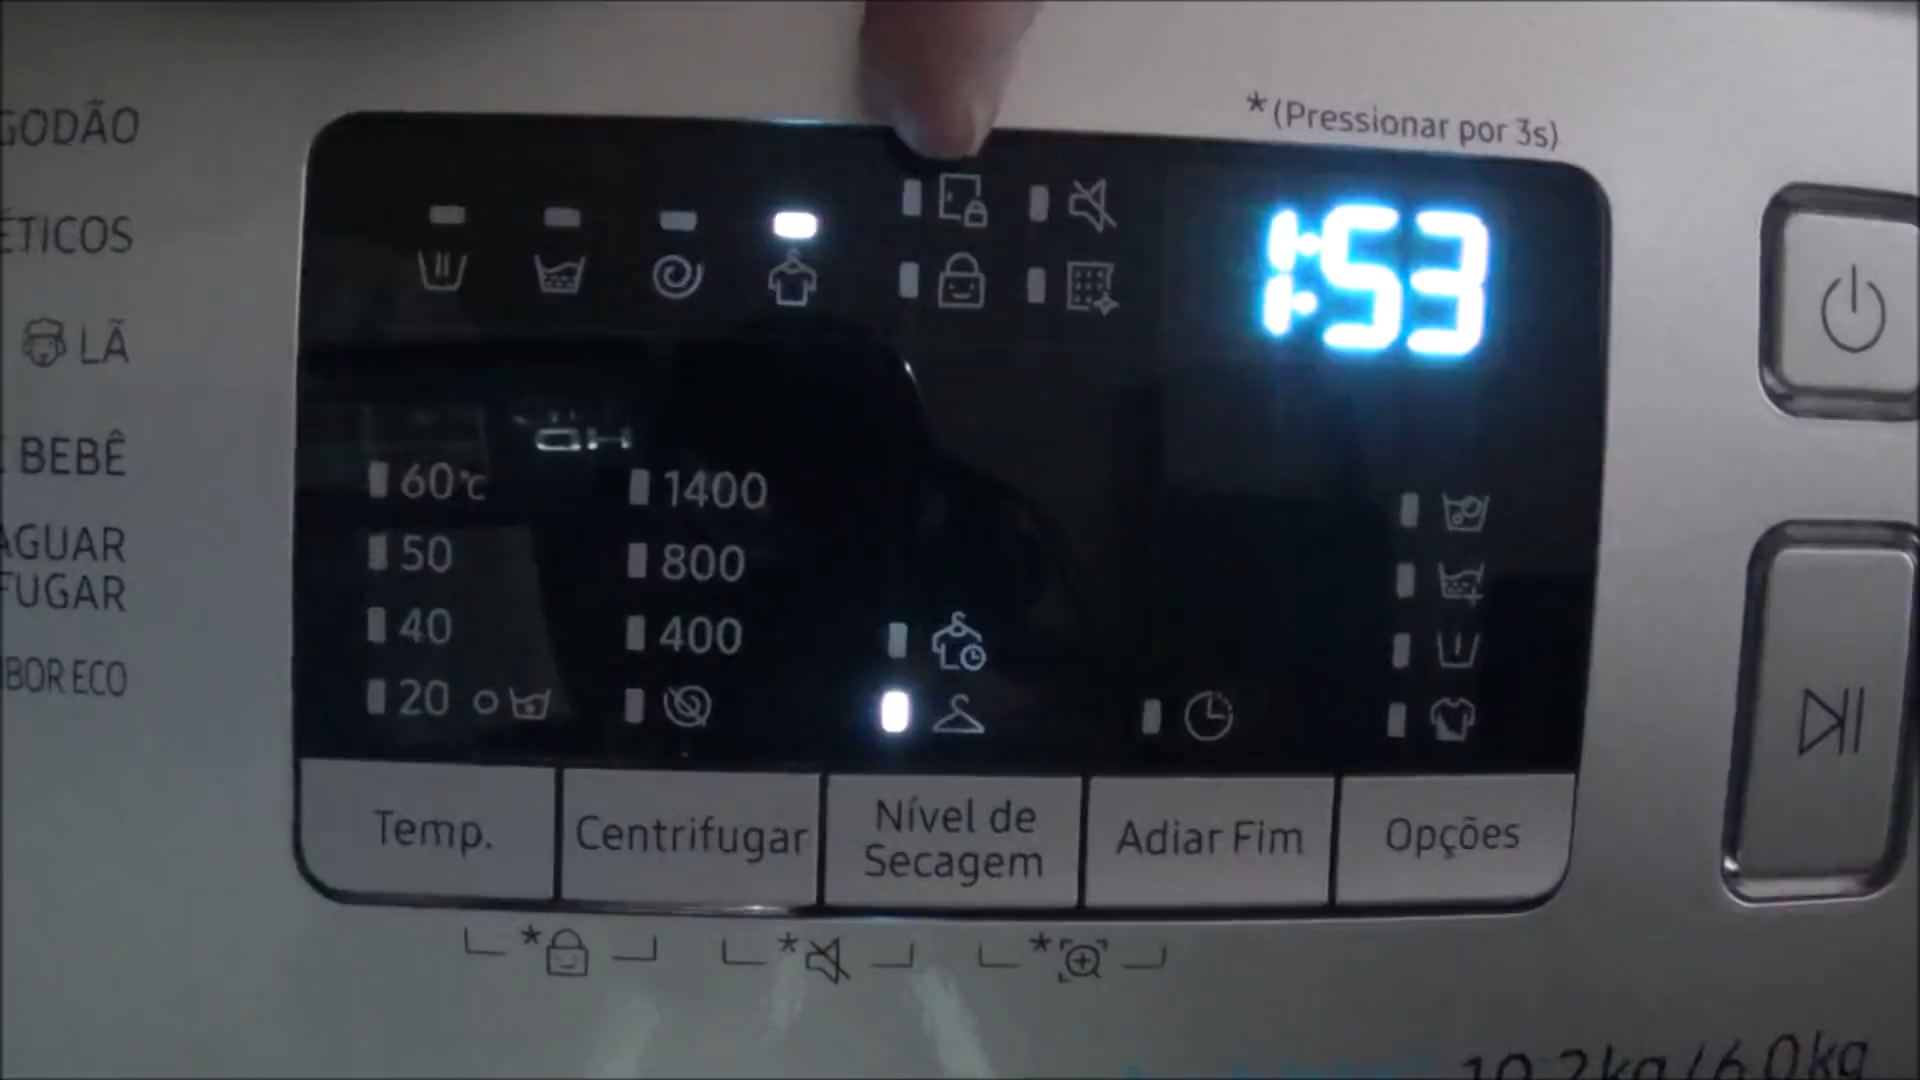 GODÃO
ÉTICOS
LÃ
BEBÊ
AGUAR
FUGAR
BOR ECO
*(Pressionar por 3s)
1:53
60°c
50
40
20
1400
800
400
Temp.
Centrifugar
Nível de
Secagem
Adiar Fim
Opções
*
*
*
10.2kg/6.0kg